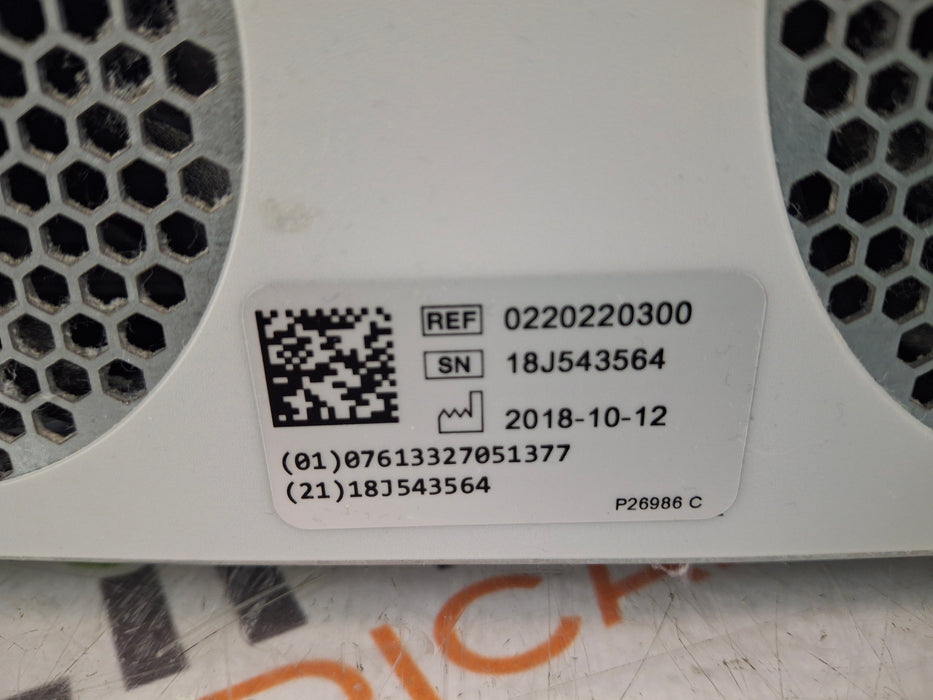 REF 0220220300
SN 18J543564
2018-10-12
(01)07613327051377
(21)18J543564
P26986 C